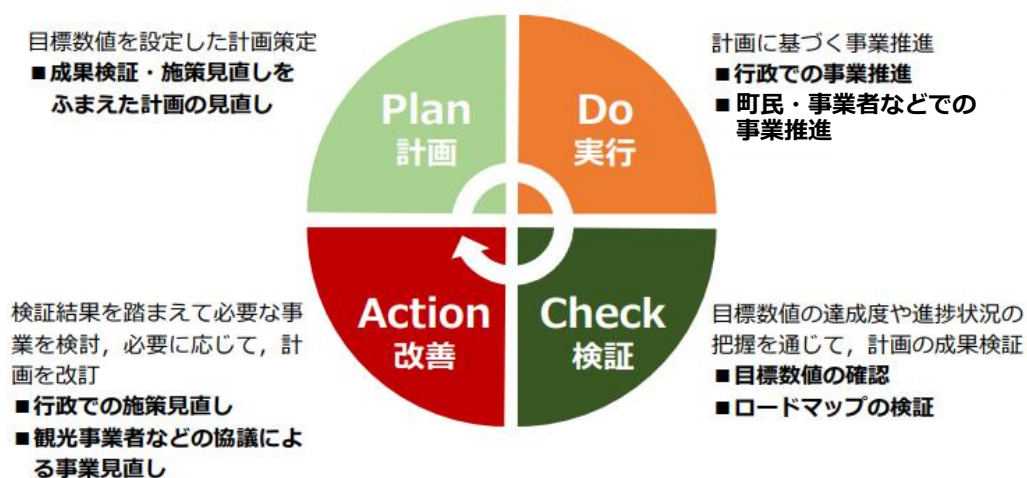 目標数値を設定した計画策定
■成果検証・施策見直しを
ふまえた計画の見直し
Plan
計画
Do
実行
計画に基づく事業推進
■行政での事業推進
■町民・事業者などでの
事業推進
検証結果を踏まえて必要な事
業を検討，必要に応じて，計
画を改訂
■行政での施策見直し
■観光事業者などの協議によ
る事業見直し
Action
改善
Check
検証
目標数値の達成度や進捗状況の
把握を通じて，計画の成果検証
■目標数値の確認
■ロードマップの検証